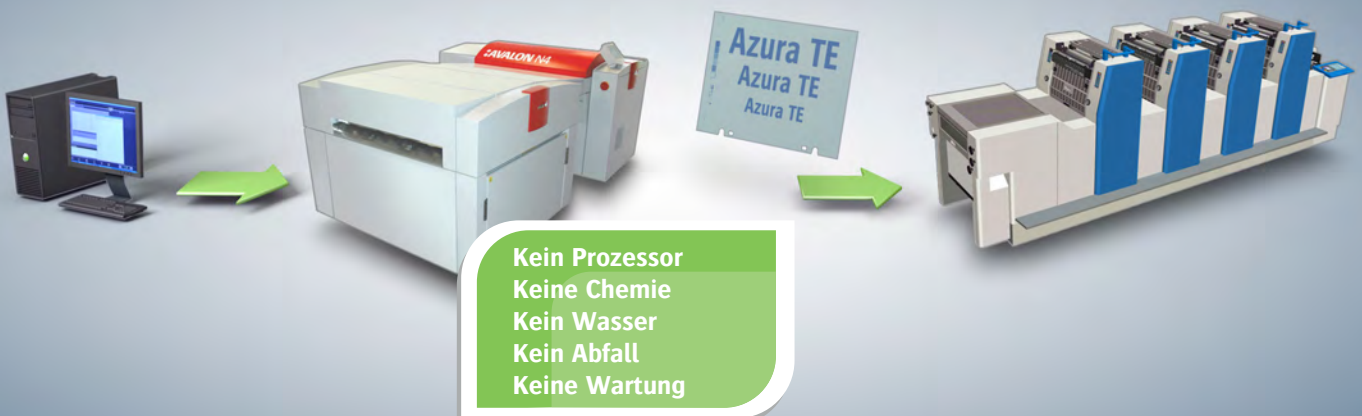 :AVALON N4
Azura TE
Azura TE
Azura TE
Kein Prozessor
Keine Chemie
Kein Wasser
Kein Abfall
Keine Wartung